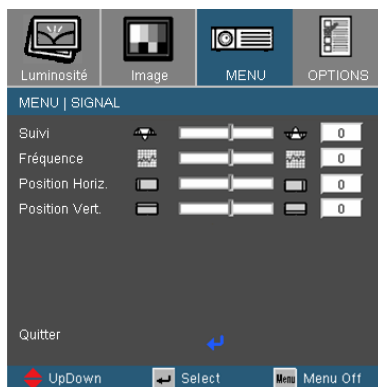 Luminosité Image MENU OPTIONS
MENU | SIGNAL
Suivi 0
Fréquence 0
Position Horiz. 0
Position Vert. 0
Quitter
UpDown Select Menu Menu Off